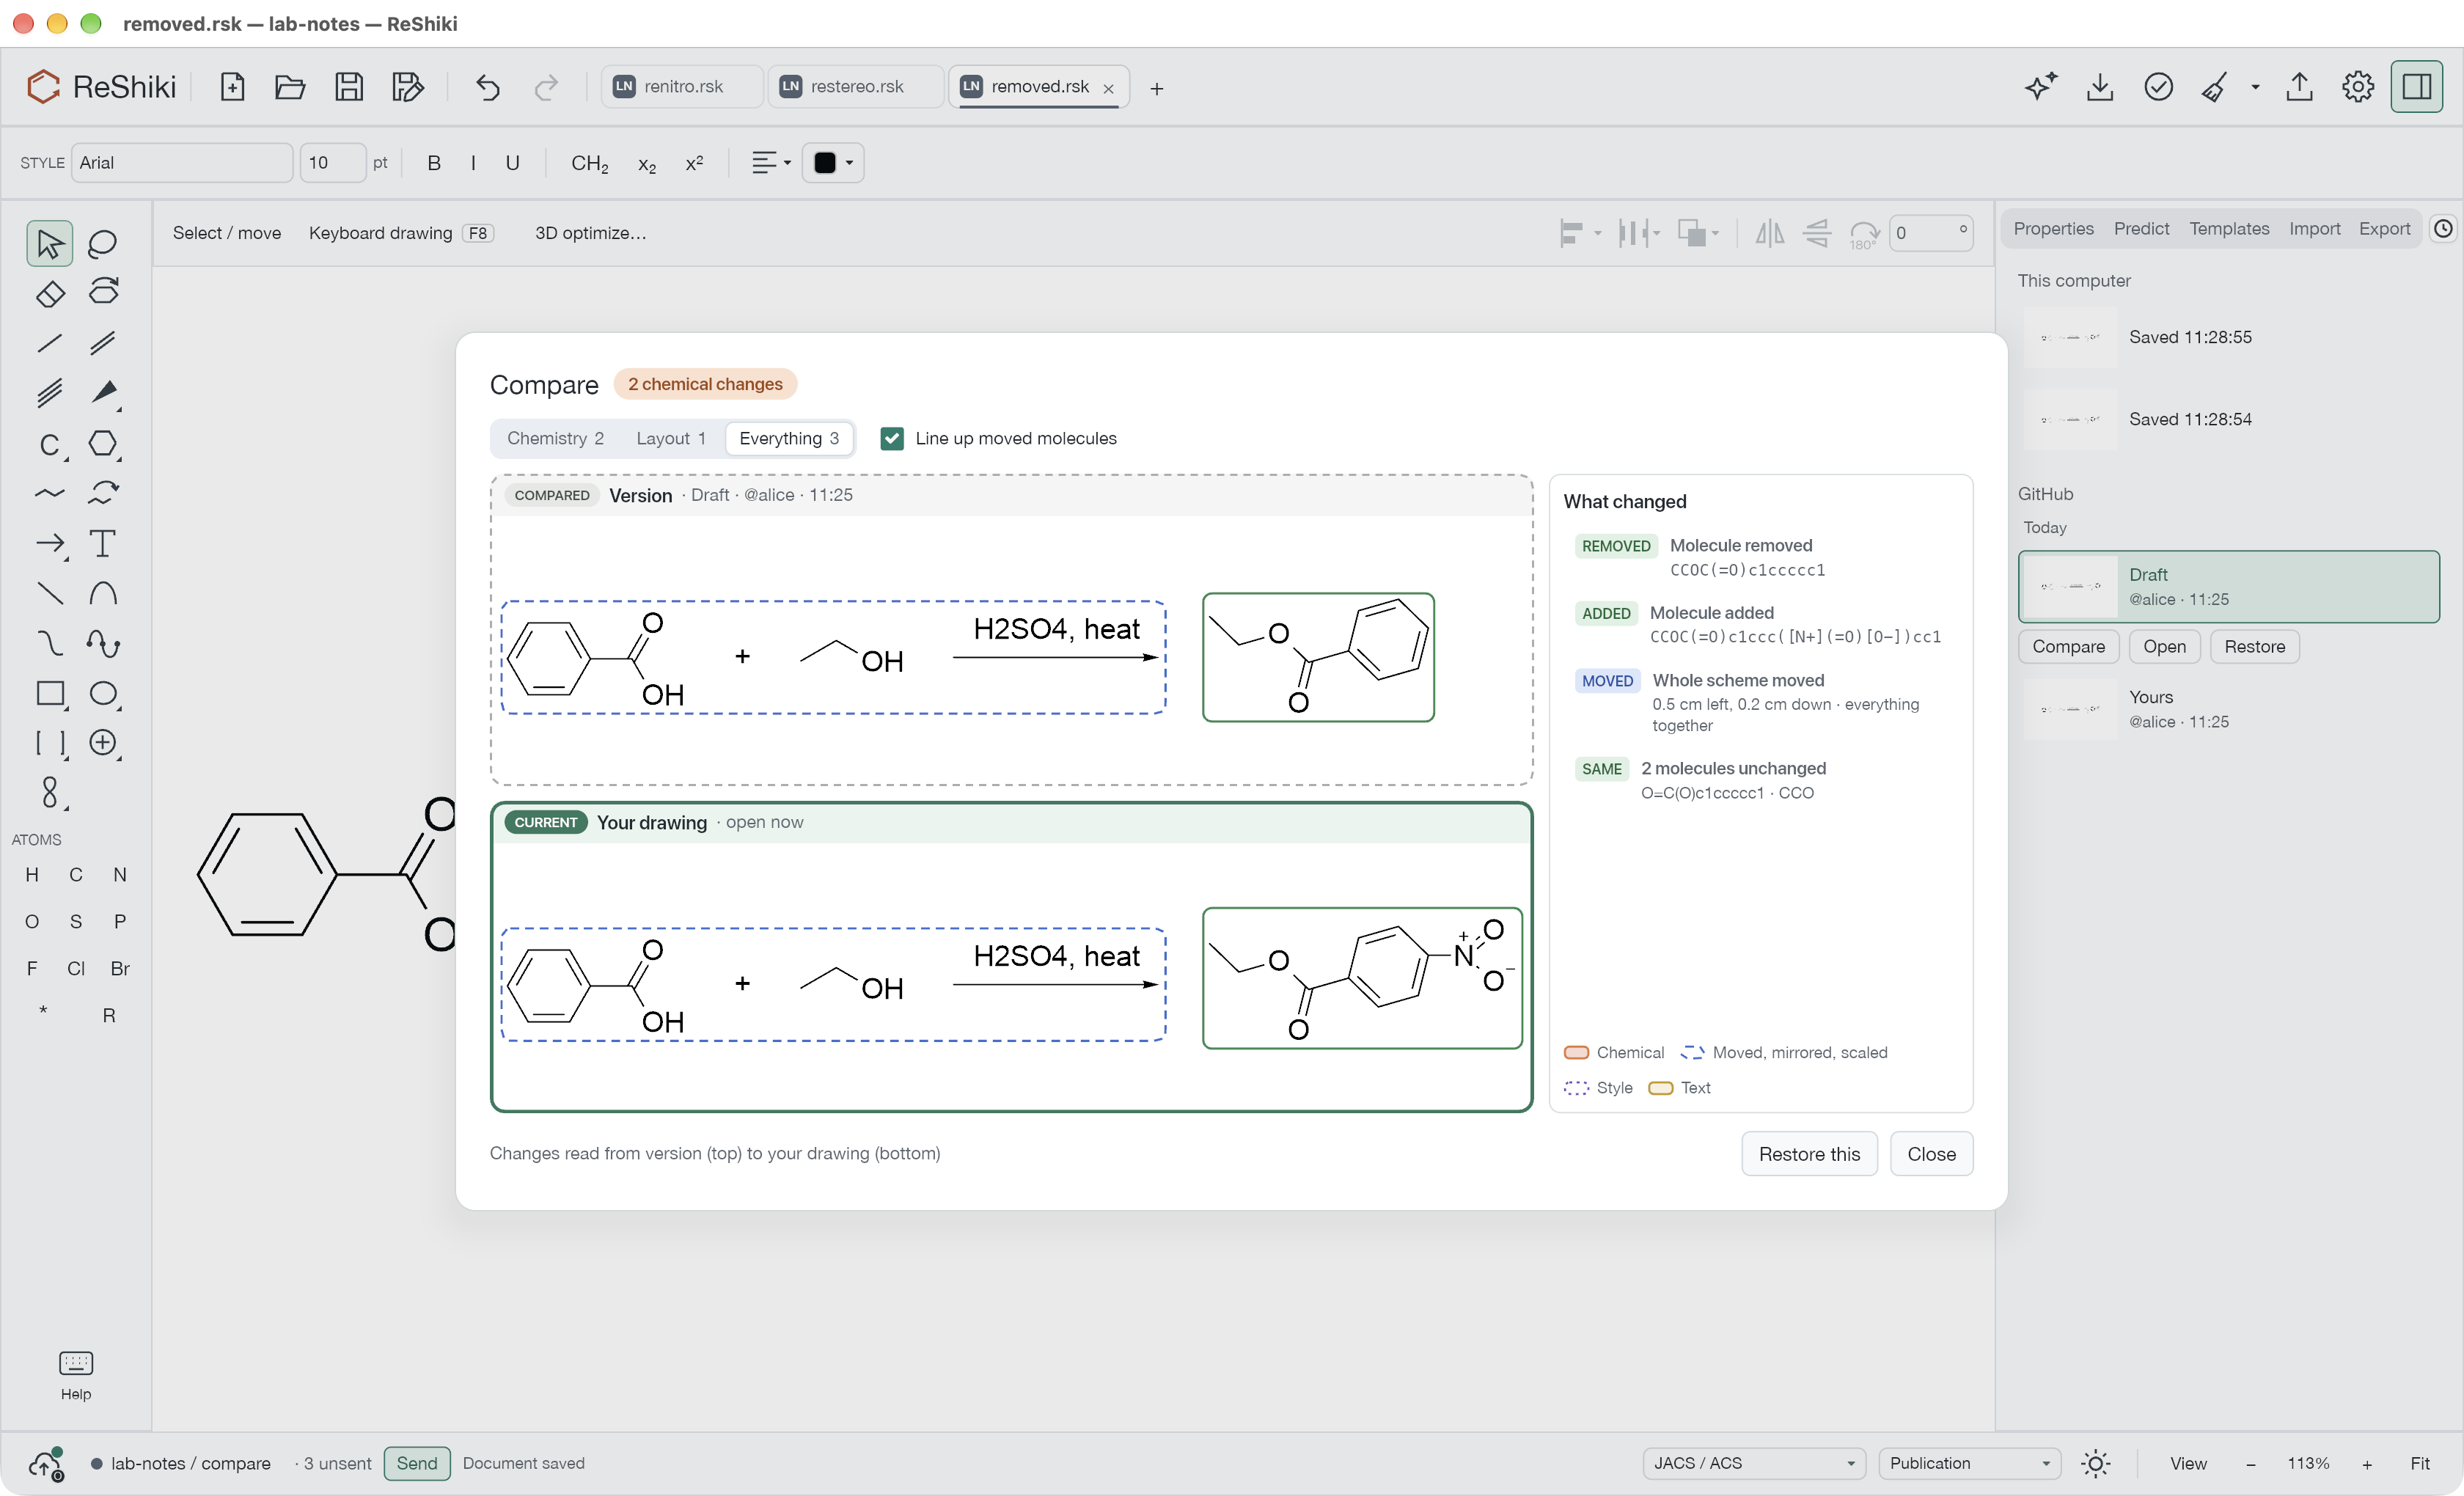 removed.rsk — lab-notes — ReShiki
ReShiki
LN renitro.rsk
LN restereo.rsk
LN removed.rsk ×
+
STYLE Arial 10 pt B I U CH₂ x₂ x²
Select / move Keyboard drawing F8 3D optimize…
180° 0 °
Properties Predict Templates Import Export
This computer
Saved 11:28:55
Saved 11:28:54
GitHub
Today
Draft
@alice · 11:25
Compare Open Restore
Yours
@alice · 11:25
C
T
ATOMS
H C N
O S P
F Cl Br
* R
Help
O
O
Compare 2 chemical changes
Chemistry 2 Layout 1 Everything 3 Line up moved molecules
COMPARED Version · Draft · @alice · 11:25
O
OH
+
OH
H2SO4, heat
O
O
CURRENT Your drawing · open now
O
OH
+
OH
H2SO4, heat
O
O
N+
O
O−
What changed
REMOVED Molecule removed
CCOC(=O)c1ccccc1
ADDED Molecule added
CCOC(=O)c1ccc([N+](=O)[O−])cc1
MOVED Whole scheme moved
0.5 cm left, 0.2 cm down · everything
together
SAME 2 molecules unchanged
O=C(O)c1ccccc1 · CCO
Chemical Moved, mirrored, scaled
Style Text
Changes read from version (top) to your drawing (bottom)
Restore this Close
lab-notes / compare · 3 unsent Send Document saved
JACS / ACS Publication View − 113% + Fit